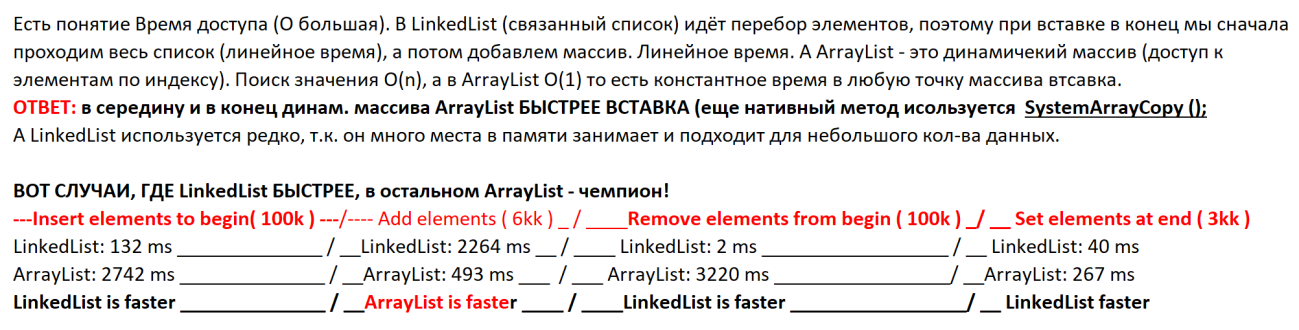 Есть понятие Время доступа (О большая). В LinkedList (связанный список) идёт перебор элементов, поэтому при вставке в конец мы сначала
проходим весь список (линейное время), а потом добавлем массив. Линейное время. А ArrayList - это динамичекий массив (доступ к
элементам по индексу). Поиск значения О(n), а в ArrayList О(1) то есть константное время в любую точку массива втсавка.
ОТВЕТ: в середину и в конец динам. массива ArrayList БЫСТРЕЕ ВСТАВКА (еще нативный метод исользуется SystemArrayCopy ();
А LinkedList используется редко, т.к. он много места в памяти занимает и подходит для небольшого кол-ва данных.
ВОТ СЛУЧАИ, ГДЕ LinkedList БЫСТРЕЕ, в остальном ArrayList - чемпион!
---Insert elements to begin( 100k ) ---/---- Add elements ( 6kk ) _ / ____Remove elements from begin ( 100k ) _/ __ Set elements at end ( 3kk )
LinkedList: 132 ms ______________ / __LinkedList: 2264 ms __ / ____ LinkedList: 2 ms __________________ / __ LinkedList: 40 ms
ArrayList: 2742 ms ______________ / __ArrayList: 493 ms ___ / ___ ArrayList: 3220 ms _________________/ __ArrayList: 267 ms
LinkedList is faster ______________ / __ArrayList is faster ____ / ____LinkedList is faster _________________/ __ LinkedList faster